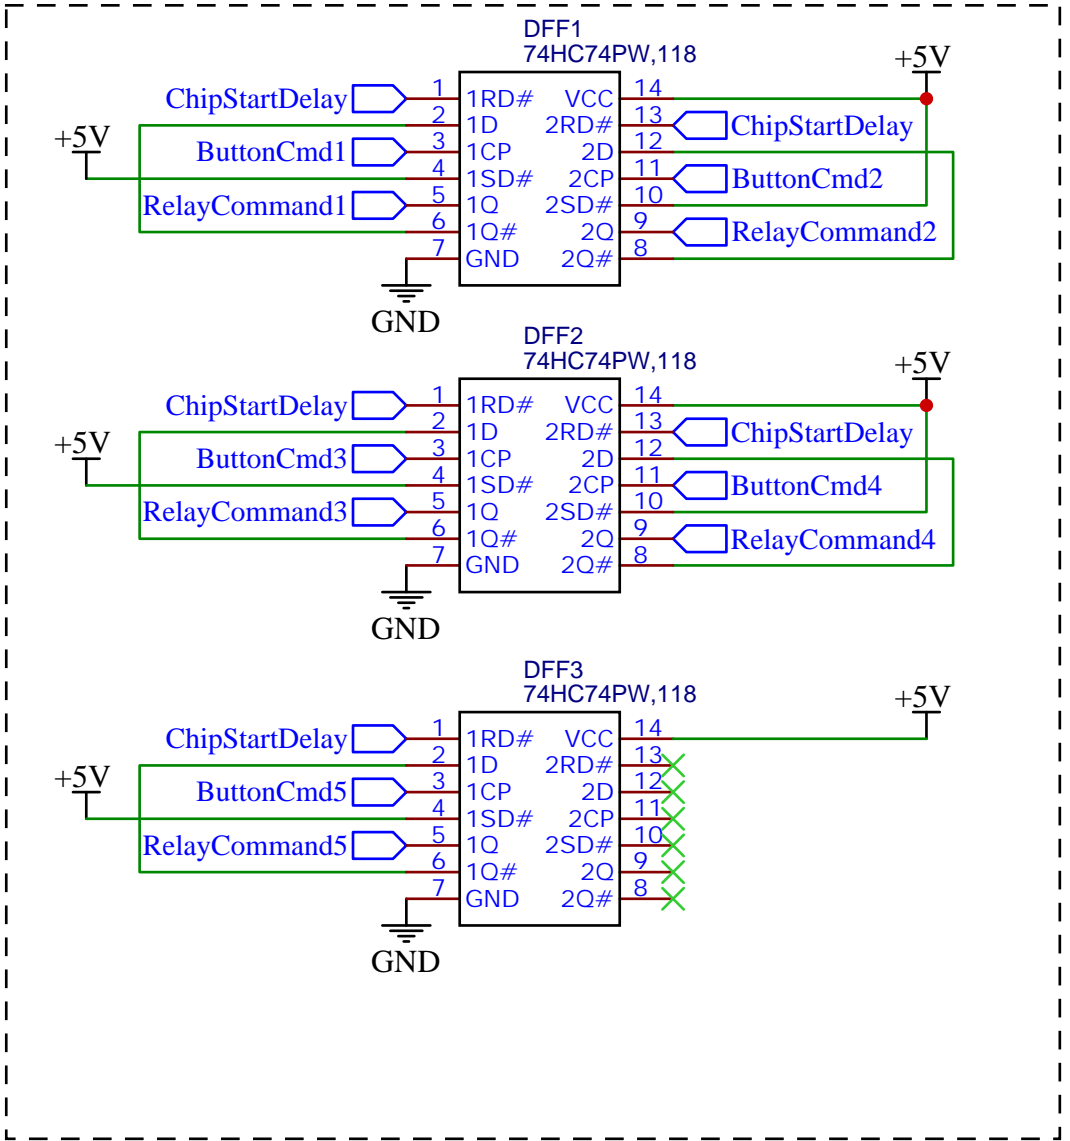 DFF1
74HC74PW,118
+5V
ChipStartDelay 1 1RD# VCC 14
2 1D 2RD# 13 ChipStartDelay
+5V
ButtonCmd1 3 1CP 2D 12
4 1SD# 2CP 11 ButtonCmd2
RelayCommand1 5 1Q 2SD# 10
6 1Q# 2Q 9 RelayCommand2
7 GND 2Q# 8
GND
DFF2
74HC74PW,118
+5V
ChipStartDelay 1 1RD# VCC 14
2 1D 2RD# 13 ChipStartDelay
+5V
ButtonCmd3 3 1CP 2D 12
4 1SD# 2CP 11 ButtonCmd4
RelayCommand3 5 1Q 2SD# 10
6 1Q# 2Q 9 RelayCommand4
7 GND 2Q# 8
GND
DFF3
74HC74PW,118
+5V
ChipStartDelay 1 1RD# VCC 14
2 1D 2RD# 13
+5V
ButtonCmd5 3 1CP 2D 12
4 1SD# 2CP 11
RelayCommand5 5 1Q 2SD# 10
6 1Q# 2Q 9
7 GND 2Q# 8
GND